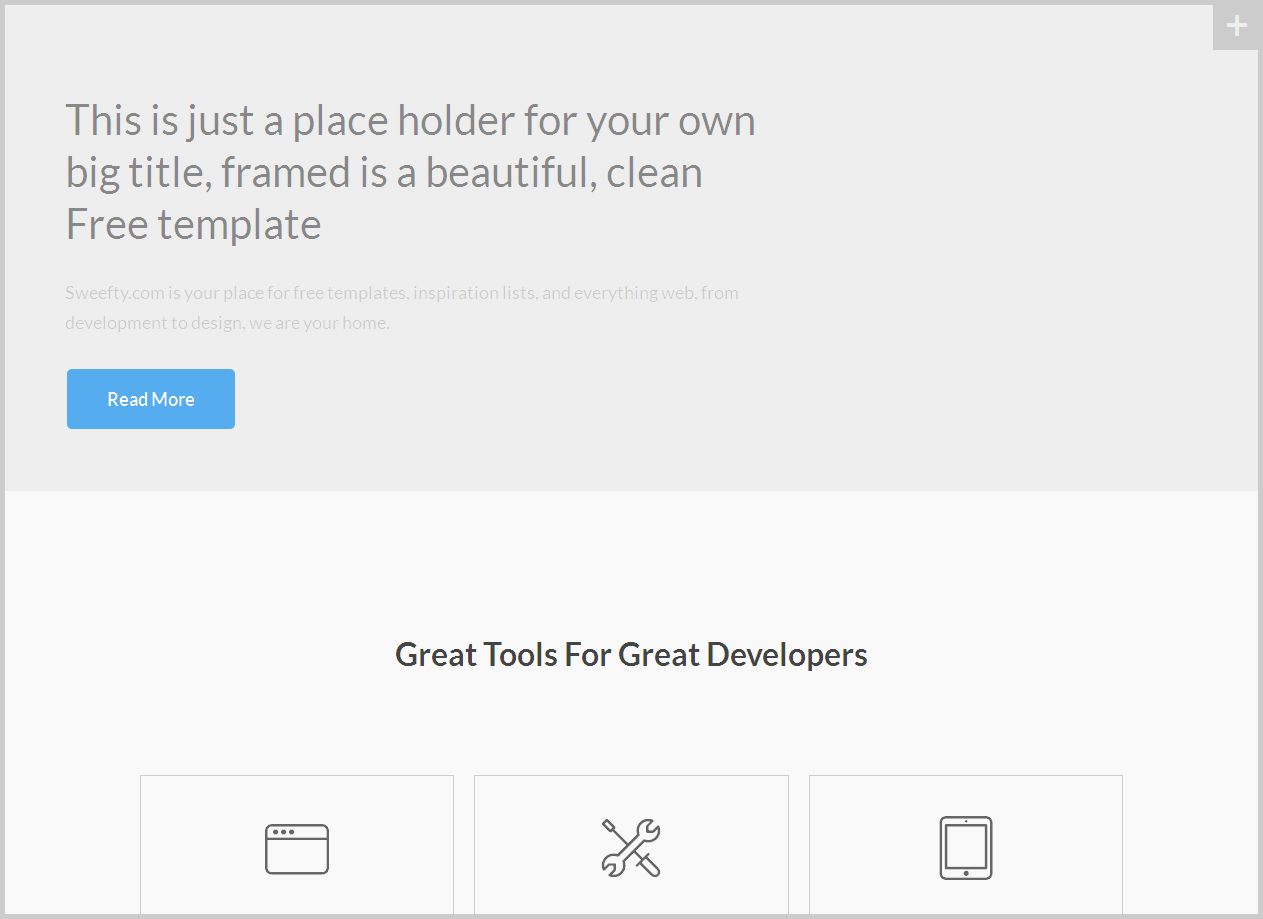 This is just a place holder for your own
big title, framed is a beautiful, clean
Free template
Sweefty.com is your place for free templates, inspiration lists, and everything web, from
development to design, we are your home.
Read More
Great Tools For Great Developers